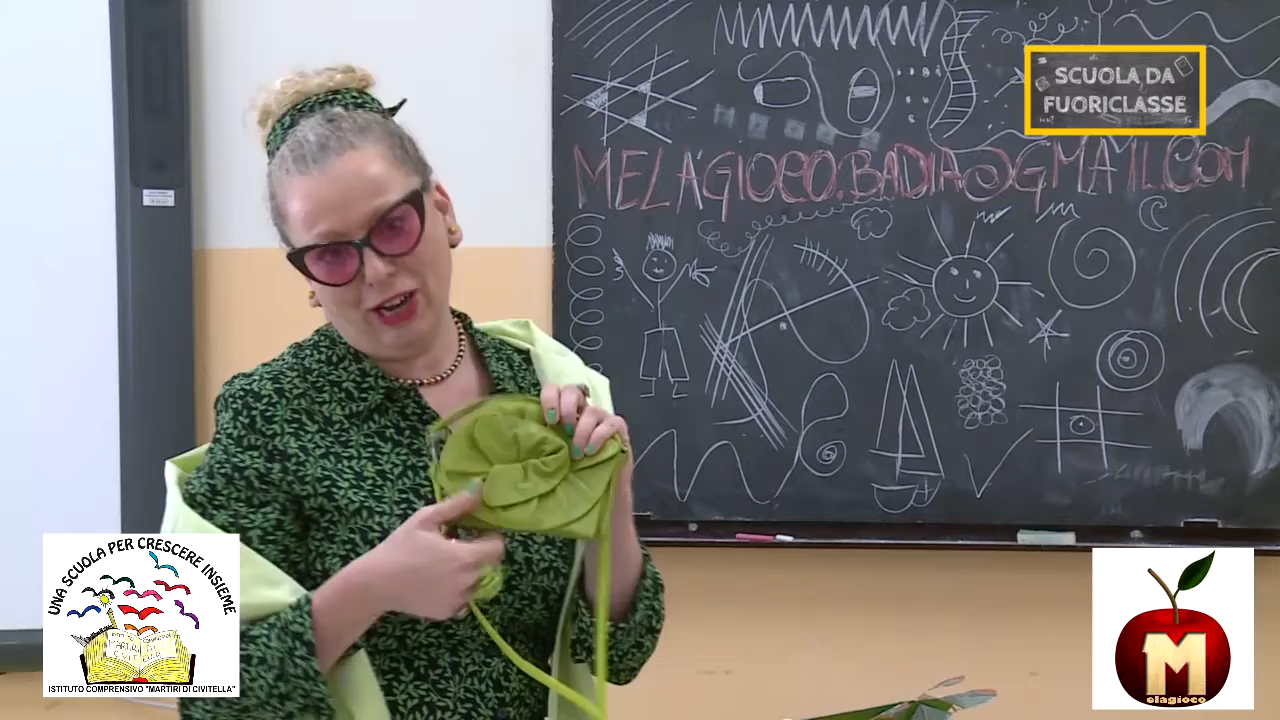 SCUOLA DA
FUORICLASSE
MELAGIOCO.BADIA@GMAIL.COM
UNA SCUOLA PER CRESCERE INSIEME
ISTITUTO COMPRENSIVO "MARTIRI DI CIVITELLA"
M
elagioco